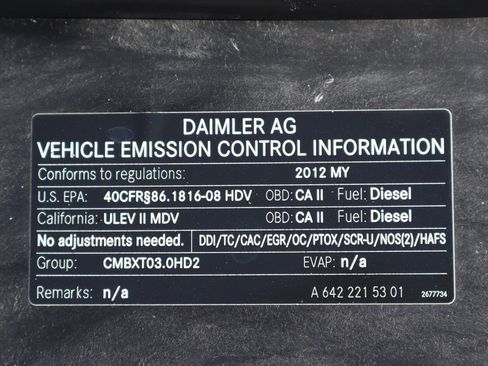 DAIMLER AG
VEHICLE EMISSION CONTROL INFORMATION
Conforms to regulations: 2012 MY
U.S. EPA: 40CFR§86.1816-08 HDV OBD: CA II Fuel: Diesel
California: ULEV II MDV OBD: CA II Fuel: Diesel
No adjustments needed. DDI/TC/CAC/EGR/OC/PTOX/SCR-U/NOS(2)/HAFS
Group: CMBXT03.0HD2 EVAP: n/a
Remarks: n/a A 642 221 53 01 2677734